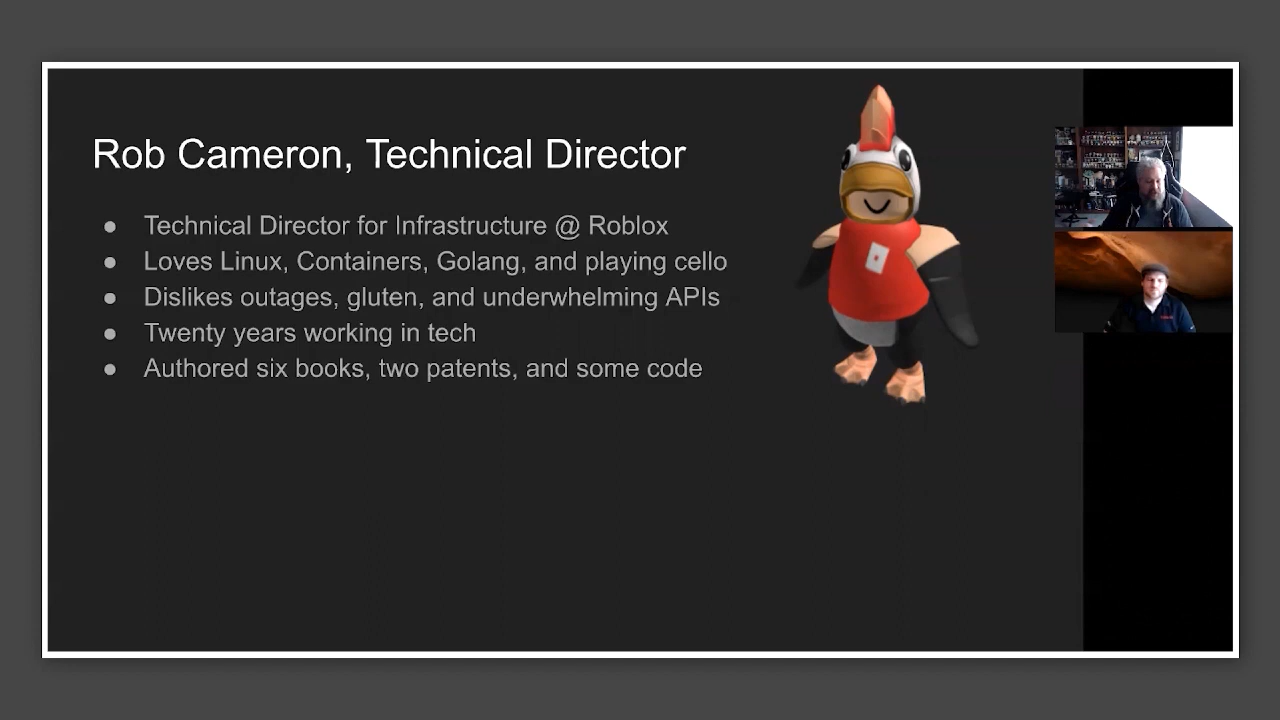 Rob Cameron, Technical Director
● Technical Director for Infrastructure @ Roblox
● Loves Linux, Containers, Golang, and playing cello
● Dislikes outages, gluten, and underwhelming APIs
● Twenty years working in tech
● Authored six books, two patents, and some code